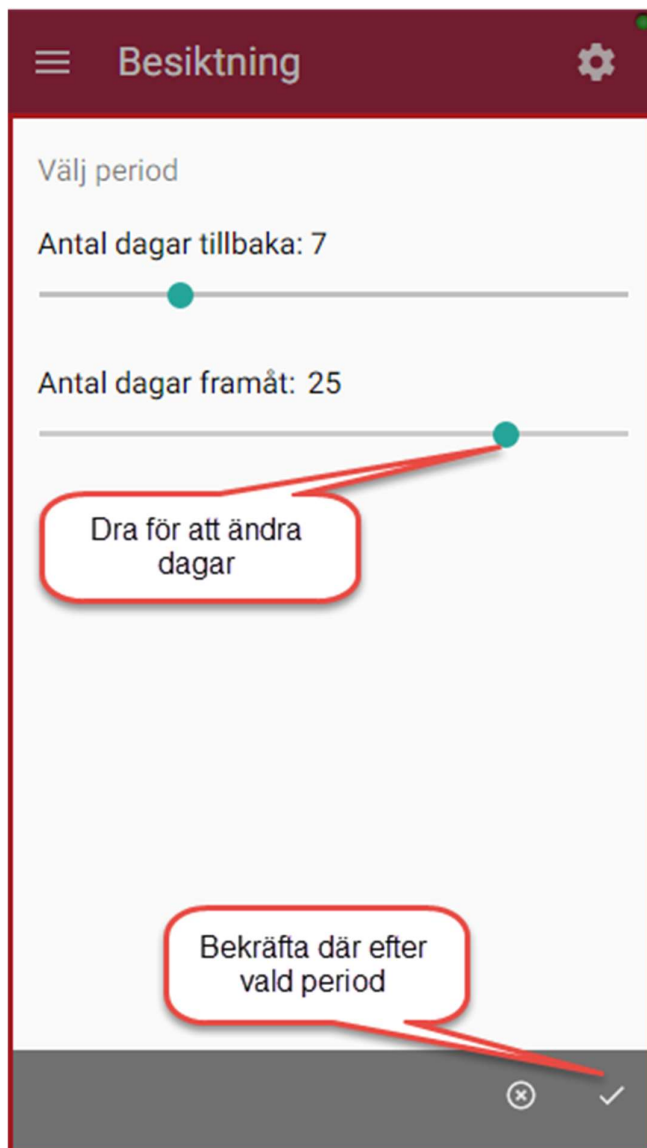 Besiktning
Välj period
Antal dagar tillbaka: 7
Antal dagar framåt: 25
Dra för att ändra
dagar
Bekräfta där efter
vald period